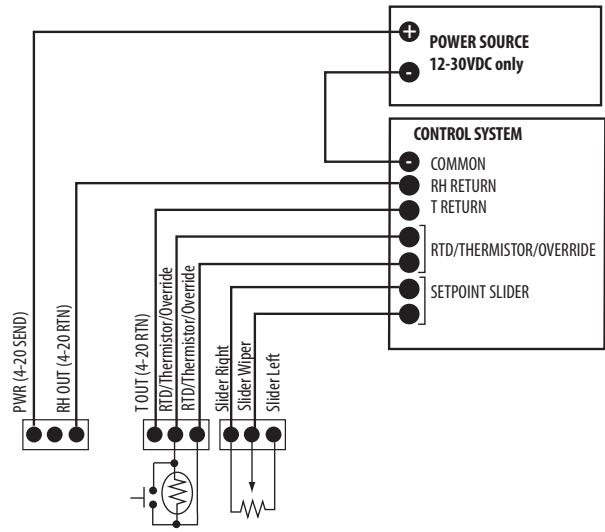 +
POWER SOURCE
12-30VDC only
-
CONTROL SYSTEM
- COMMON
RH RETURN
T RETURN
RTD/THERMISTOR/OVERRIDE
SETPOINT SLIDER
PWR (4-20 SEND)
RH OUT (4-20 RTN)
T OUT (4-20 RTN)
RTD/Thermistor/Override
RTD/Thermistor/Override
Slider Right
Slider Wiper
Slider Left